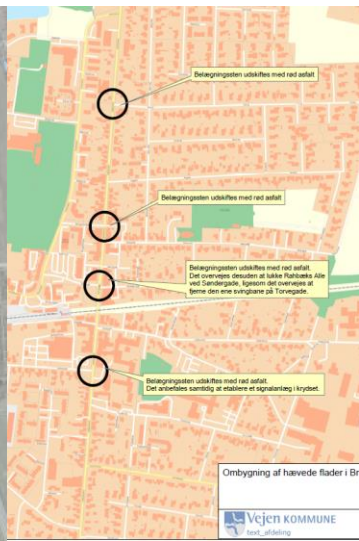 Belægningssten udskiftes med rød asfalt
Belægningssten udskiftes med rød asfalt
Belægningssten udskiftes med rød asfalt.
Det overvejes desuden at lukke Rahbæks Alle
ved Søndergade, ligesom det overvejes at
fjerne den ene svingbane på Torvegade.
Belægningssten udskiftes med rød asfalt.
Det anbefales samtidig at etablere et signalanlæg i krydset.
Ombygning af hævede flader i Br
Vejen KOMMUNE
text_afdeling